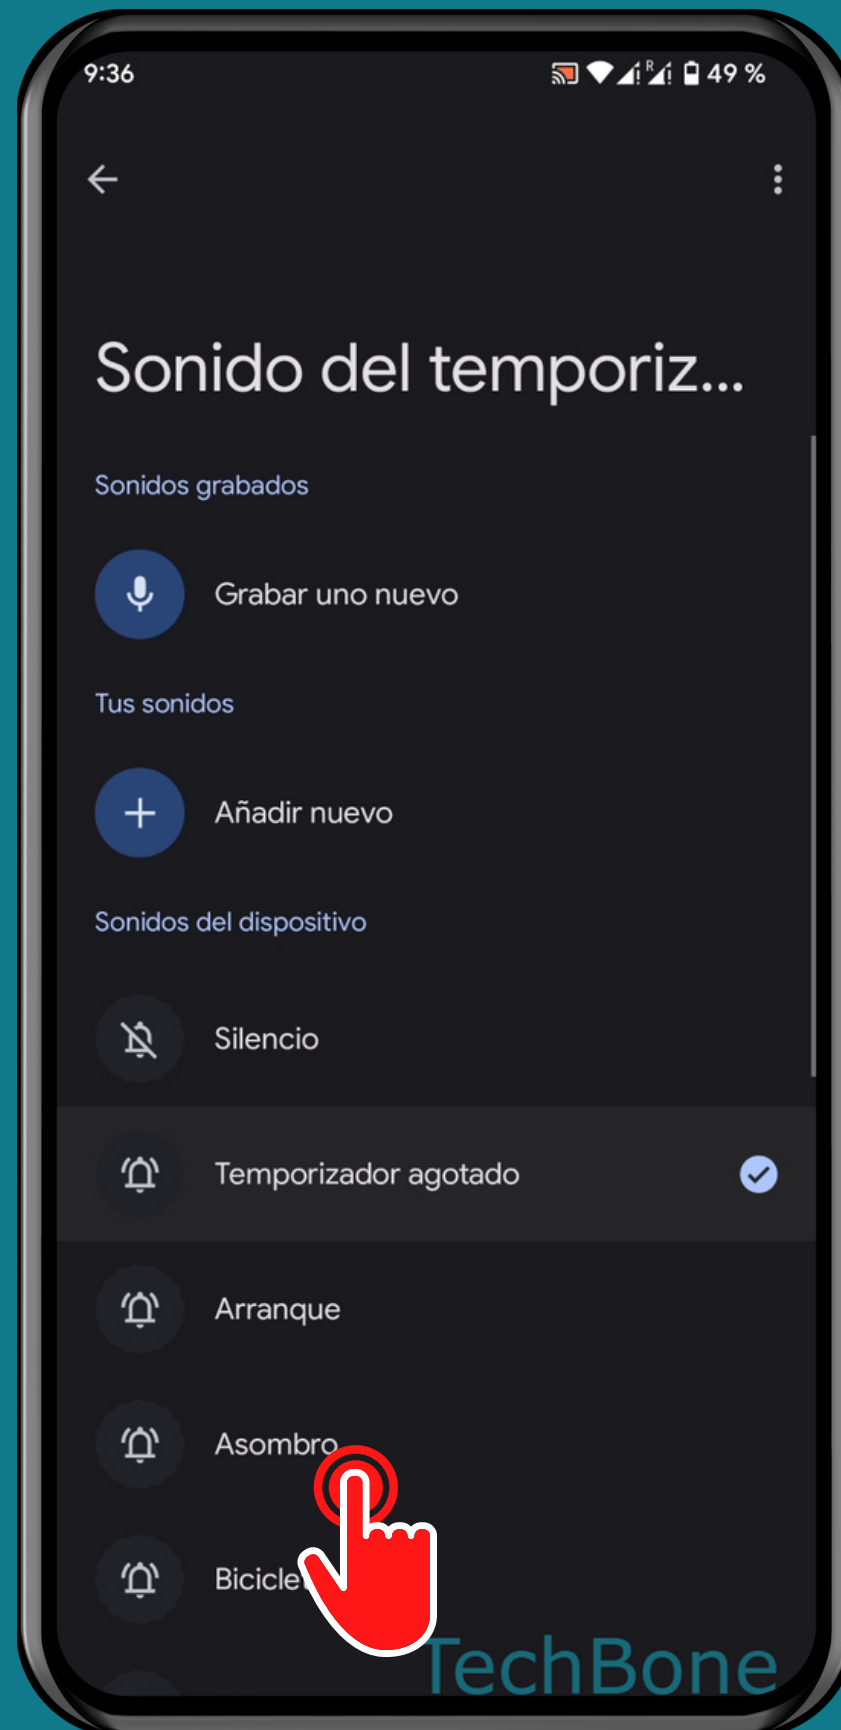 9:36
R
49 %
Sonido del temporiz...
Sonidos grabados
Grabar uno nuevo
Tus sonidos
Añadir nuevo
Sonidos del dispositivo
Silencio
Temporizador agotado
Arranque
Asombro
TechBone